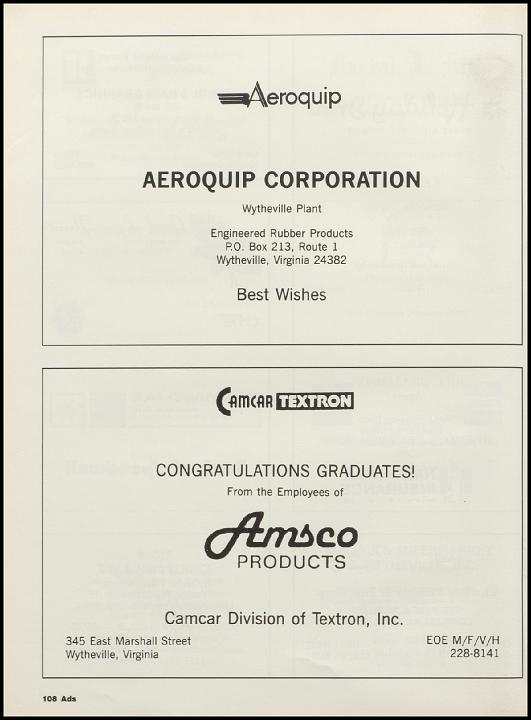 Aeroquip
AEROQUIP CORPORATION
Wytheville Plant
Engineered Rubber Products
P.O. Box 213, Route 1
Wytheville, Virginia 24382
Best Wishes
CAMCAR TEXTRON
CONGRATULATIONS GRADUATES!
From the Employees of
Amsco
PRODUCTS
Camcar Division of Textron, Inc.
345 East Marshall Street
Wytheville, Virginia
EOE M/F/V/H
228-8141
108 Ads